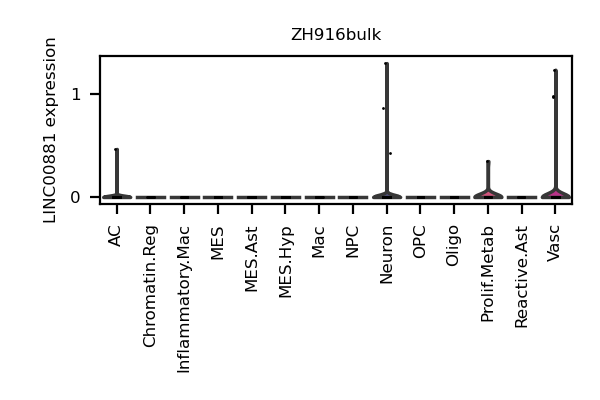 ZH916bulk
LINC00881 expression
1
0
AC
Chromatin.Reg
Inflammatory.Mac
MES
MES.Ast
MES.Hyp
Mac
NPC
Neuron
OPC
Oligo
Prolif.Metab
Reactive.Ast
Vasc